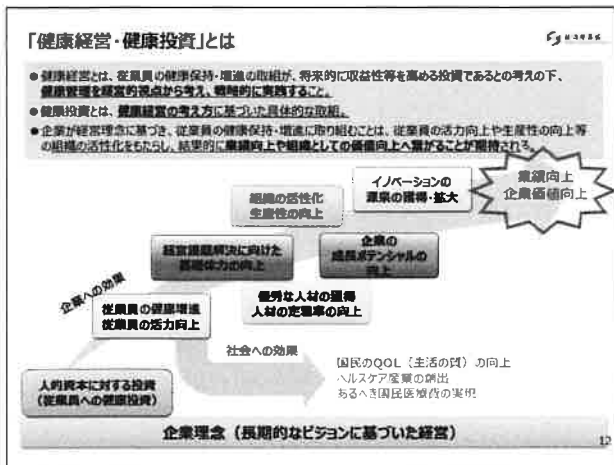 「健康経営・健康投資」とは
経済産業省
●健康経営とは、従業員の健康保持・増進の取組が、将来的に収益性等を高める投資であるとの考えの下、
健康管理を経営的視点から考え、戦略的に実践すること。
●健康投資とは、健康経営の考え方に基づいた具体的な取組。
●企業が経営理念に基づき、従業員の健康保持・増進に取り組むことは、従業員の活力向上や生産性の向上等
の組織の活性化をもたらし、結果的に業績向上や組織としての価値向上へ繋がることが期待される。
業績向上
企業価値向上
イノベーションの
源泉の獲得・拡大
組織の活性化
生産性の向上
経営課題解決に向けた
基礎体力の向上
企業の
成長ポテンシャルの
向上
企業への効果
従業員の健康増進
従業員の活力向上
優秀な人材の獲得
人材の定着率の向上
社会への効果
国民のQOL（生活の質）の向上
ヘルスケア産業の創出
あるべき国民医療費の実現
人的資本に対する投資
（従業員への健康投資）
企業理念（長期的なビジョンに基づいた経営）
12